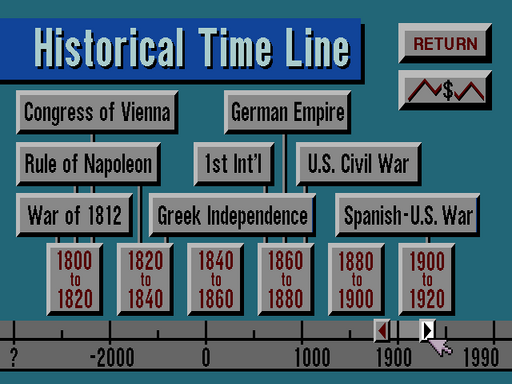 Historical Time Line
RETURN
$
Congress of Vienna
German Empire
Rule of Napoleon
1st Int'l
U.S. Civil War
War of 1812
Greek Independence
Spanish-U.S. War
1800
to
1820
1820
to
1840
1840
to
1860
1860
to
1880
1880
to
1900
1900
to
1920
? -2000 0 1000 1900 1990